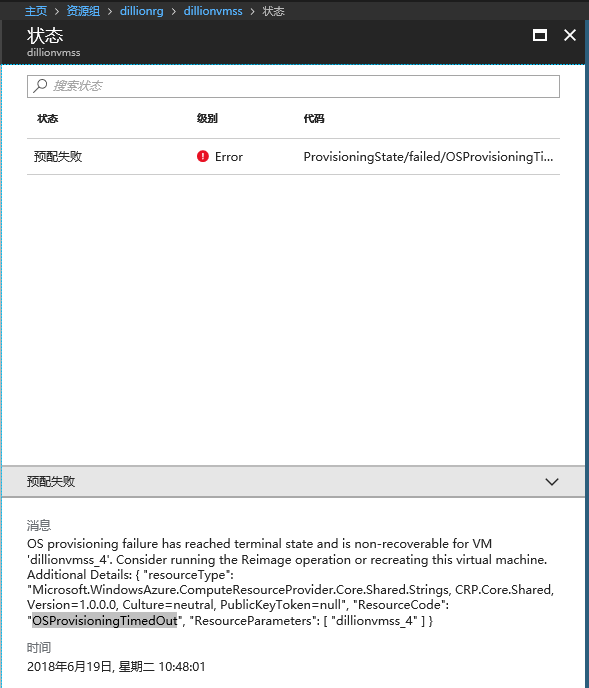 主页 > 资源组 > dillionrg > dillionvmss > 状态
状态
dillionvmss
搜索状态
状态 级别 代码
预配失败 Error ProvisioningState/failed/OSProvisioningTi...
预配失败
消息
OS provisioning failure has reached terminal state and is non-recoverable for VM
'dillionvmss_4'. Consider running the Reimage operation or recreating this virtual machine.
Additional Details: { "resourceType":
"Microsoft.WindowsAzure.ComputeResourceProvider.Core.Shared.Strings, CRP.Core.Shared,
Version=1.0.0.0, Culture=neutral, PublicKeyToken=null", "ResourceCode":
"OSProvisioningTimedOut", "ResourceParameters": [ "dillionvmss_4" ] }
时间
2018年6月19日, 星期二 10:48:01